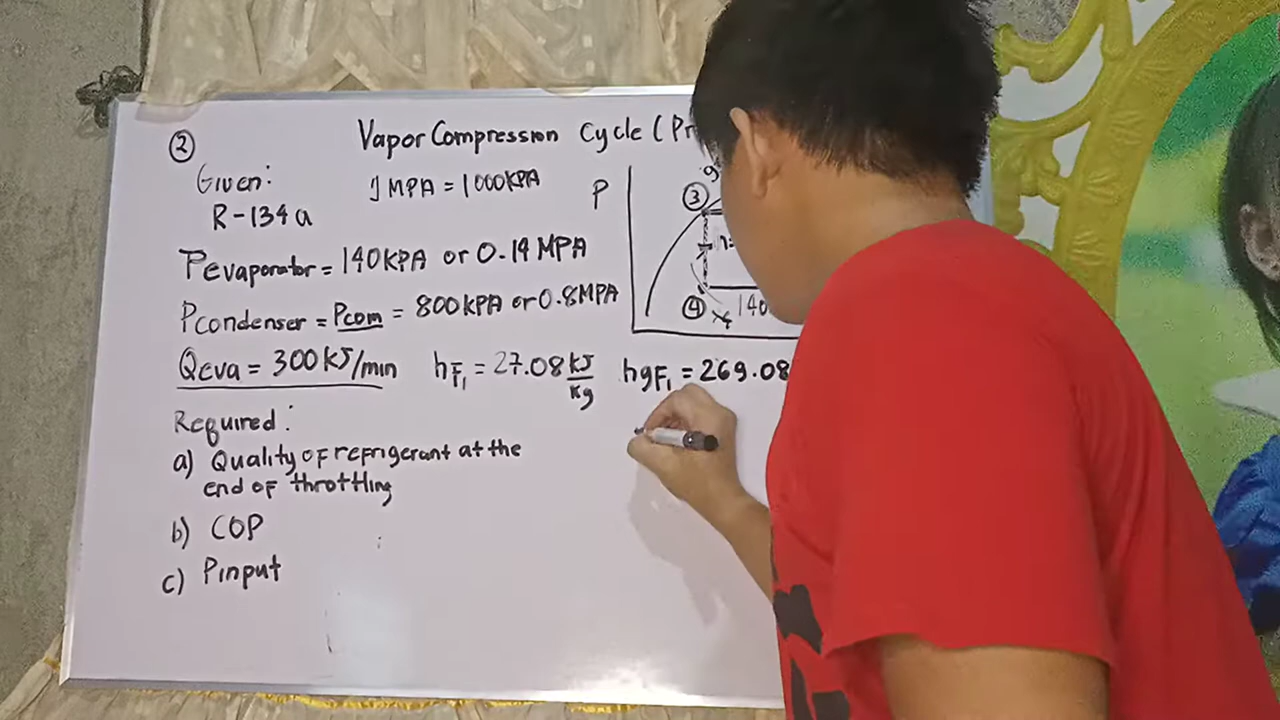 ② Vapor Compression Cycle (Pr
Given: 1 MPA = 1000KPA P
R-134a
③
Pevaporator = 140KPA or 0.14 MPA
④ 140
Pcondenser = Pcom = 800KPA or 0.8MPA
Qeva = 300KJ/min hF₁ = 27.08 KJ/Kg hgF₁ = 269.08
Required:
a) Quality of refrigerant at the
end of throttling
b) COP
c) Pinput